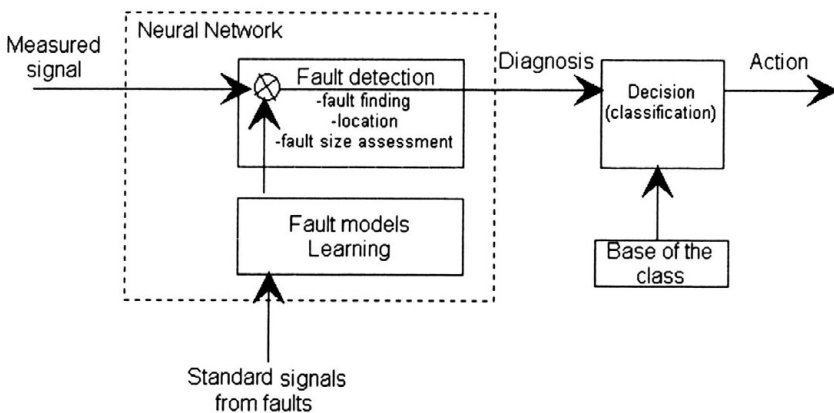 Neural Network
Measured
signal
Fault detection
-fault finding
-location
-fault size assessment
Diagnosis
Decision
(classification)
Action
Fault models
Learning
Base of the
class
Standard signals
from faults